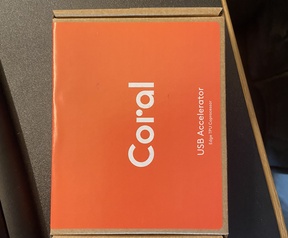 Coral
USB Accelerator
Edge TPU Coprocessor